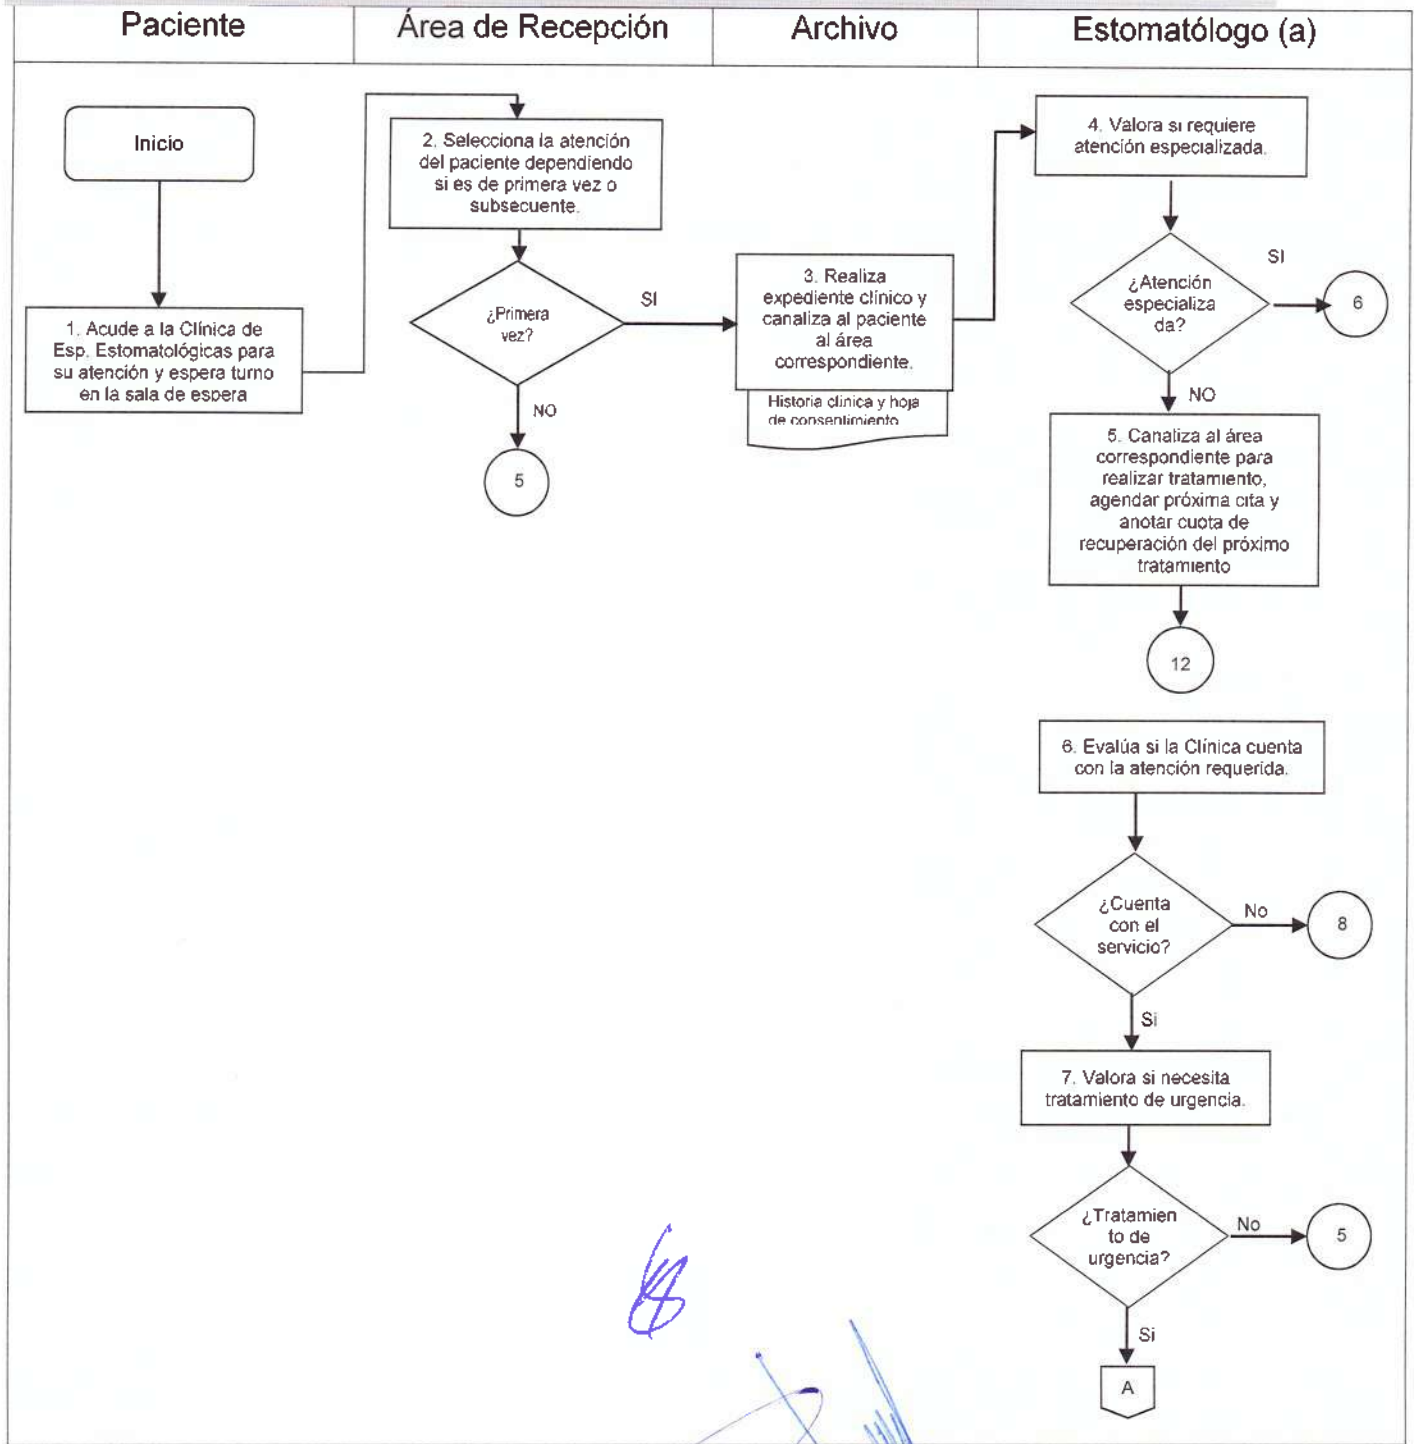 Paciente
Área de Recepción
Archivo
Estomatólogo (a)
Inicio
1. Acude a la Clínica de
Esp. Estomatológicas para
su atención y espera turno
en la sala de espera
2. Selecciona la atención
del paciente dependiendo
si es de primera vez o
subsecuente.
¿Primera
vez?
SI
NO
5
3. Realiza
expediente clínico y
canaliza al paciente
al área
correspondiente.
Historia clínica y hoja
de consentimiento
4. Valora si requiere
atención especializada.
¿Atención
especializa
da?
SI
6
NO
5. Canaliza al área
correspondiente para
realizar tratamiento,
agendar próxima cita y
anotar cuota de
recuperación del próximo
tratamiento
12
6. Evalúa si la Clínica cuenta
con la atención requerida.
¿Cuenta
con el
servicio?
No
8
Si
7. Valora si necesita
tratamiento de urgencia.
¿Tratamien
to de
urgencia?
No
5
Si
A